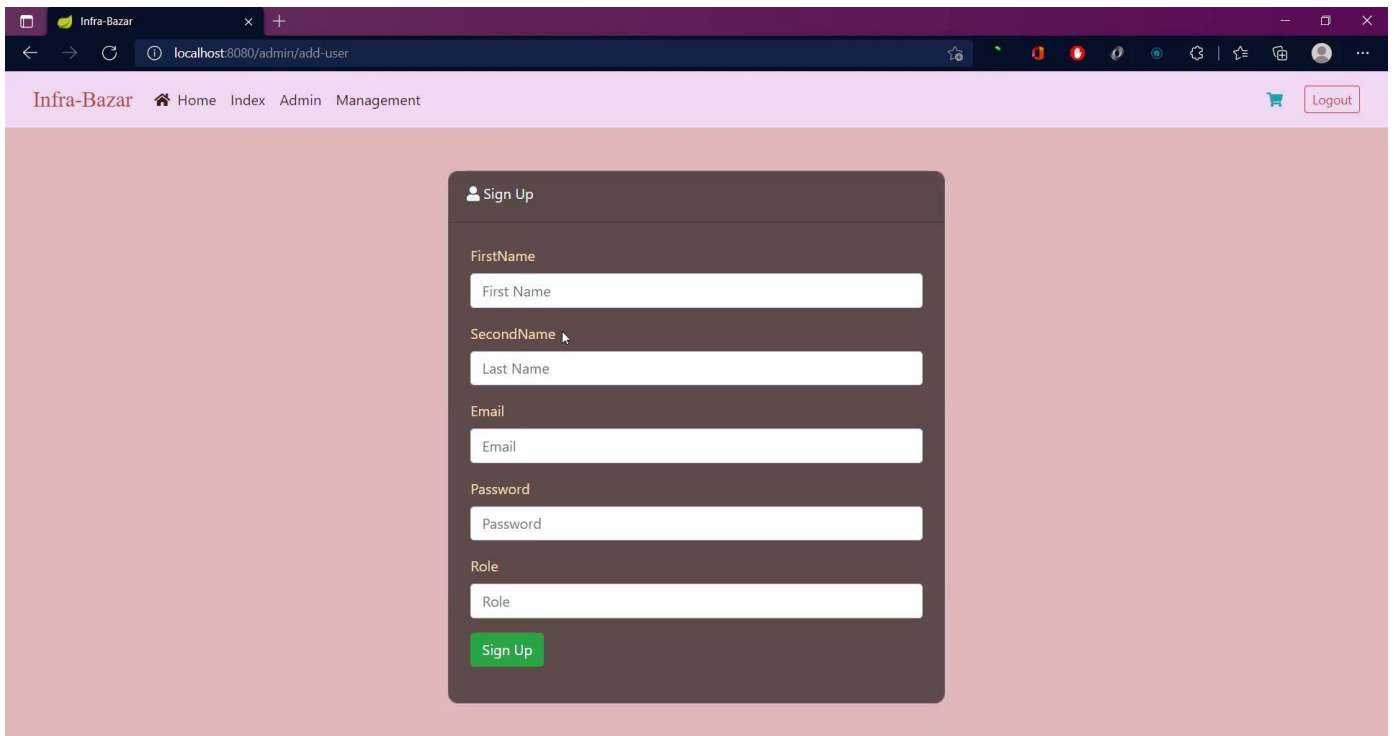 Infra-Bazar
localhost:8080/admin/add-user
Infra-Bazar Home Index Admin Management Logout
Sign Up
FirstName
First Name
SecondName
Last Name
Email
Email
Password
Password
Role
Role
Sign Up